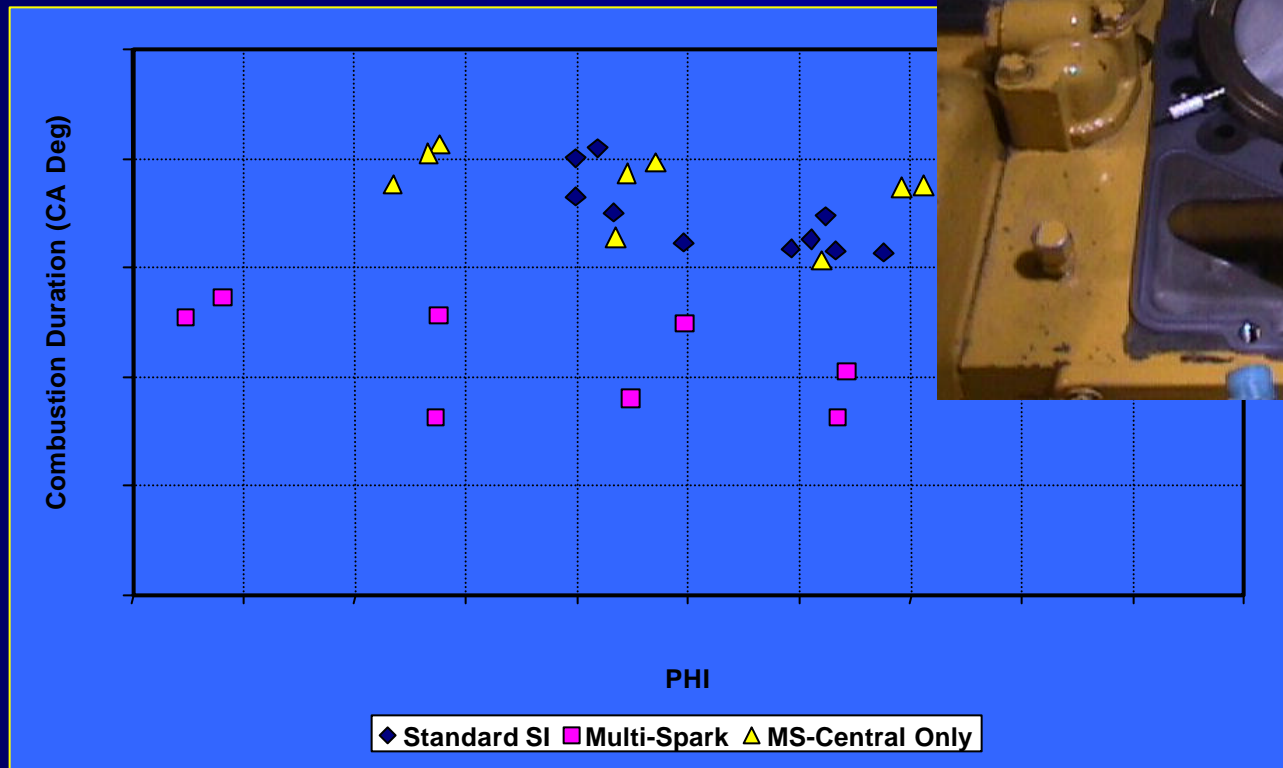 Combustion Duration (CA Deg)
PHI
Standard SI Multi-Spark MS-Central Only